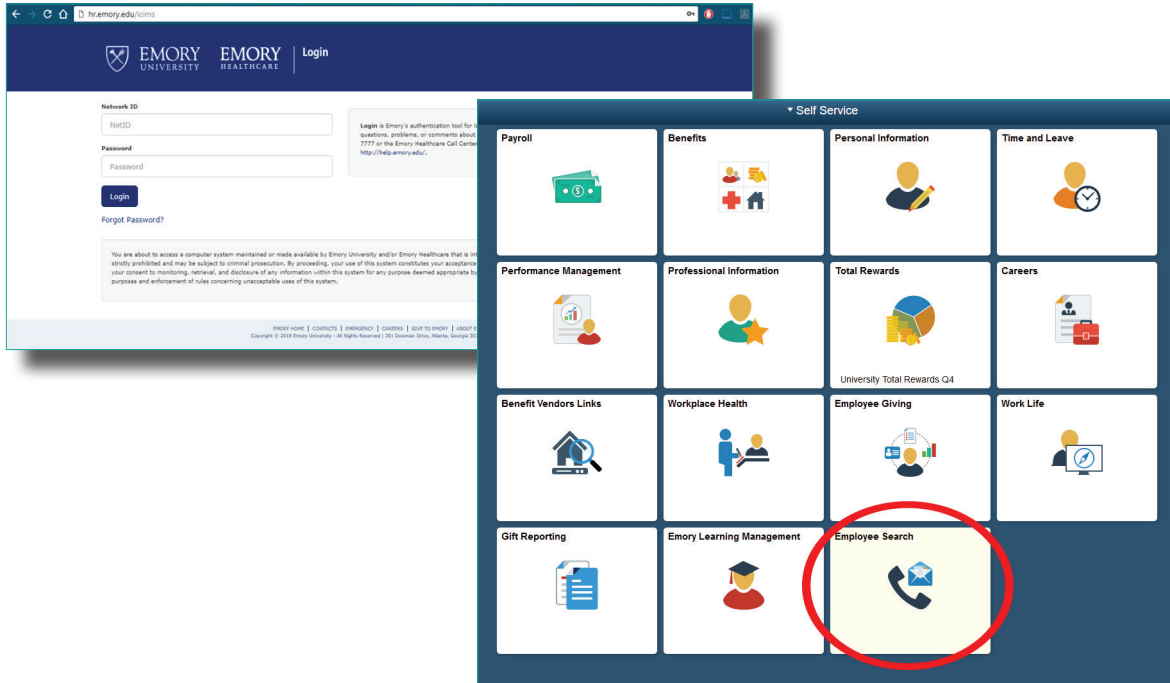 hr.emory.edu/icims
EMORY
UNIVERSITY
EMORY
HEALTHCARE
Login
Network ID
NetID
Password
Password
Login
Forgot Password?
Login is Emory's authentication tool for
questions, problems, or comments about
7777 or the Emory Healthcare Call Center
http://help.emory.edu/.
You are about to access a computer system maintained or made available by Emory University and/or Emory Healthcare that is
strictly prohibited and may be subject to criminal prosecution. By proceeding, your use of this system constitutes your acceptance
your consent to monitoring, retrieval, and disclosure of any information within this system for any purpose deemed appropriate by
purposes and enforcement of rules concerning unacceptable uses of this system.
EMORY HOME | CONTACTS | EMERGENCY | CAREERS | GIVE TO EMORY | ABOUT
Copyright © 2018 Emory University - All Rights Reserved | 201 Dowman Drive, Atlanta, Georgia
Self Service
Payroll
Benefits
Personal Information
Time and Leave
Performance Management
Professional Information
Total Rewards
University Total Rewards Q4
Careers
Benefit Vendors Links
Workplace Health
Employee Giving
Work Life
Gift Reporting
Emory Learning Management
Employee Search